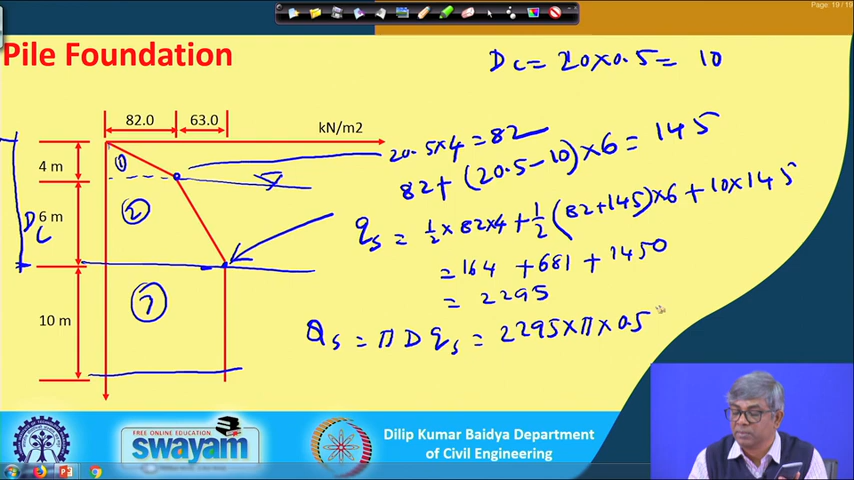 Page: 19 / 19
Pile Foundation
Dc = 20×0.5 = 10
82.0 63.0
kN/m2
20.5×4 = 82
82+(20.5-10)×6 = 145
4 m
①
6 m
②
Dc
qs = 1/2 × 82×4 + 1/2 (82+145)×6 + 10×145
= 164 + 681 + 1450
= 2295
10 m
Qs = π D qs = 2295×π×0.5
FREE ONLINE EDUCATION
swayam
Dilip Kumar Baidya Department
of Civil Engineering